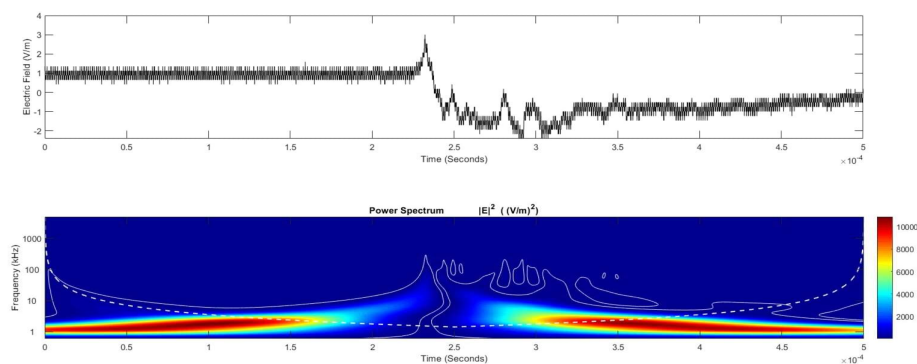 4
3
2
1
0
-1
-2
Electric Field (V/m)
0 0.5 1 1.5 2 2.5 3 3.5 4 4.5 5
Time (Seconds)
×10⁻⁴
Power Spectrum |E|² ( (V/m)²)
1000
100
10
1
Frequency (kHz)
0 0.5 1 1.5 2 2.5 3 3.5 4 4.5 5
Time (Seconds)
×10⁻⁴
10000
8000
6000
4000
2000